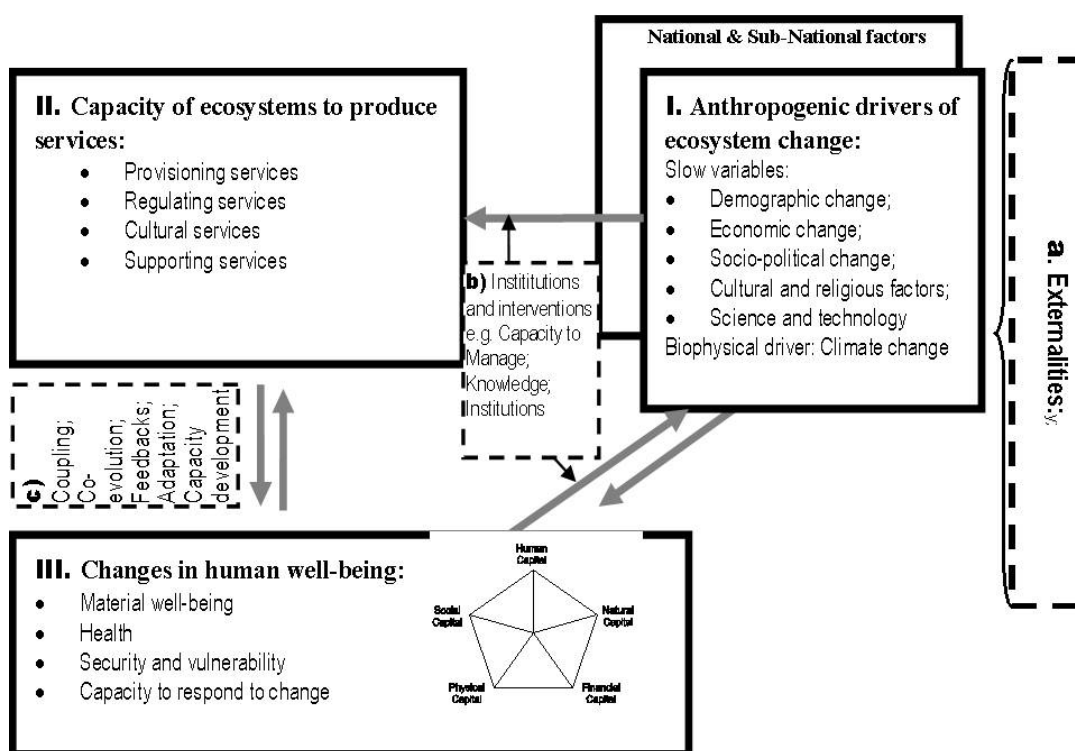 National & Sub-National factors
II. Capacity of ecosystems to produce
services:
• Provisioning services
• Regulating services
• Cultural services
• Supporting services
I. Anthropogenic drivers of
ecosystem change:
Slow variables:
• Demographic change;
• Economic change;
• Socio-political change;
• Cultural and religious factors;
• Science and technology
Biophysical driver: Climate change
a. Externalities:y,
b) Instititutions
and interventions
e.g. Capacity to
Manage;
Knowledge;
Institutions
c)
Coupling;
Co-
evolution;
Feedbacks;
Adaptation;
Capacity
development
III. Changes in human well-being:
• Material well-being
• Health
• Security and vulnerability
• Capacity to respond to change
Human
Capital
Social
Capital
Natural
Capital
Physical
Capital
Financial
Capital